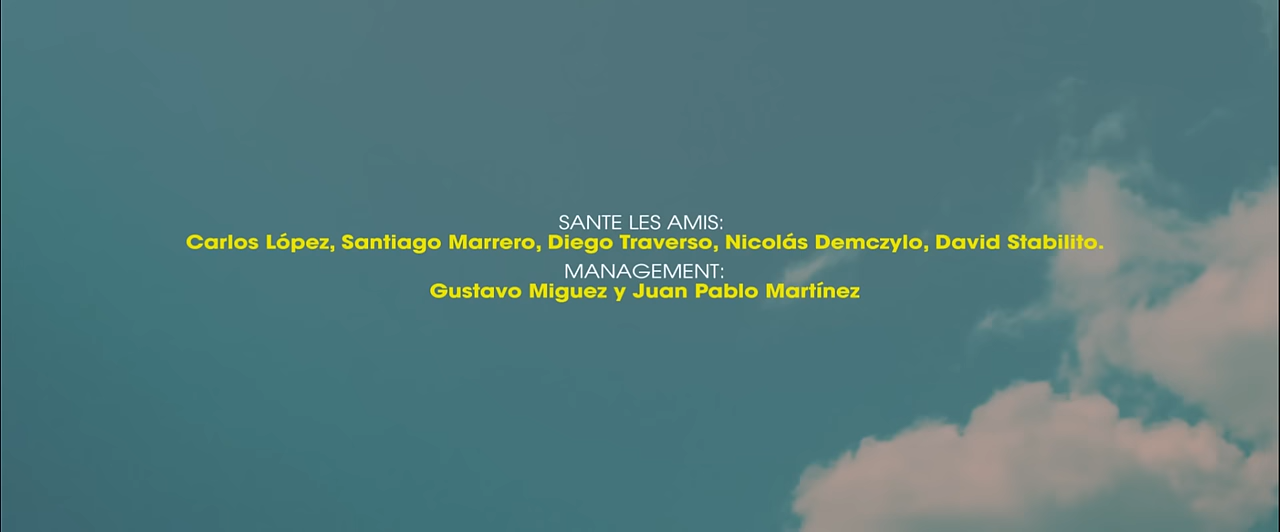 SANTE LES AMIS:
Carlos López, Santiago Marrero, Diego Traverso, Nicolás Demczylo, David Stabilito.
MANAGEMENT:
Gustavo Miguez y Juan Pablo Martínez